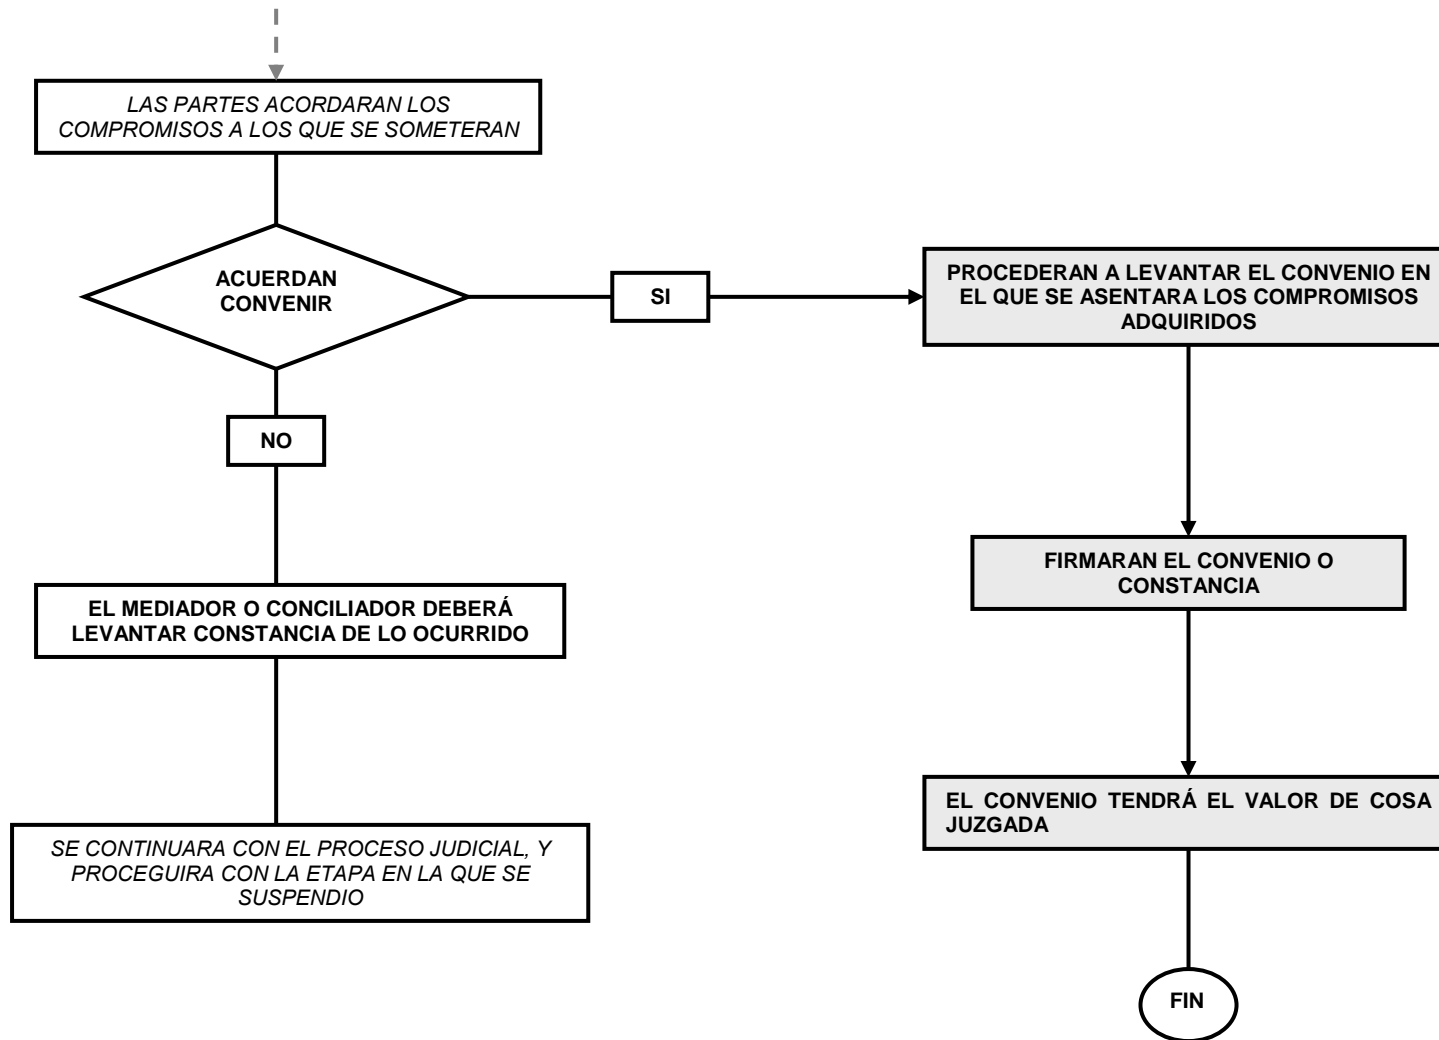 LAS PARTES ACORDARAN LOS
COMPROMISOS A LOS QUE SE SOMETERAN
ACUERDAN
CONVENIR
SI
PROCEDERAN A LEVANTAR EL CONVENIO EN
EL QUE SE ASENTARA LOS COMPROMISOS
ADQUIRIDOS
NO
FIRMARAN EL CONVENIO O
CONSTANCIA
EL MEDIADOR O CONCILIADOR DEBERÁ
LEVANTAR CONSTANCIA DE LO OCURRIDO
EL CONVENIO TENDRÁ EL VALOR DE COSA
JUZGADA
SE CONTINUARA CON EL PROCESO JUDICIAL, Y
PROCEGUIRA CON LA ETAPA EN LA QUE SE
SUSPENDIO
FIN